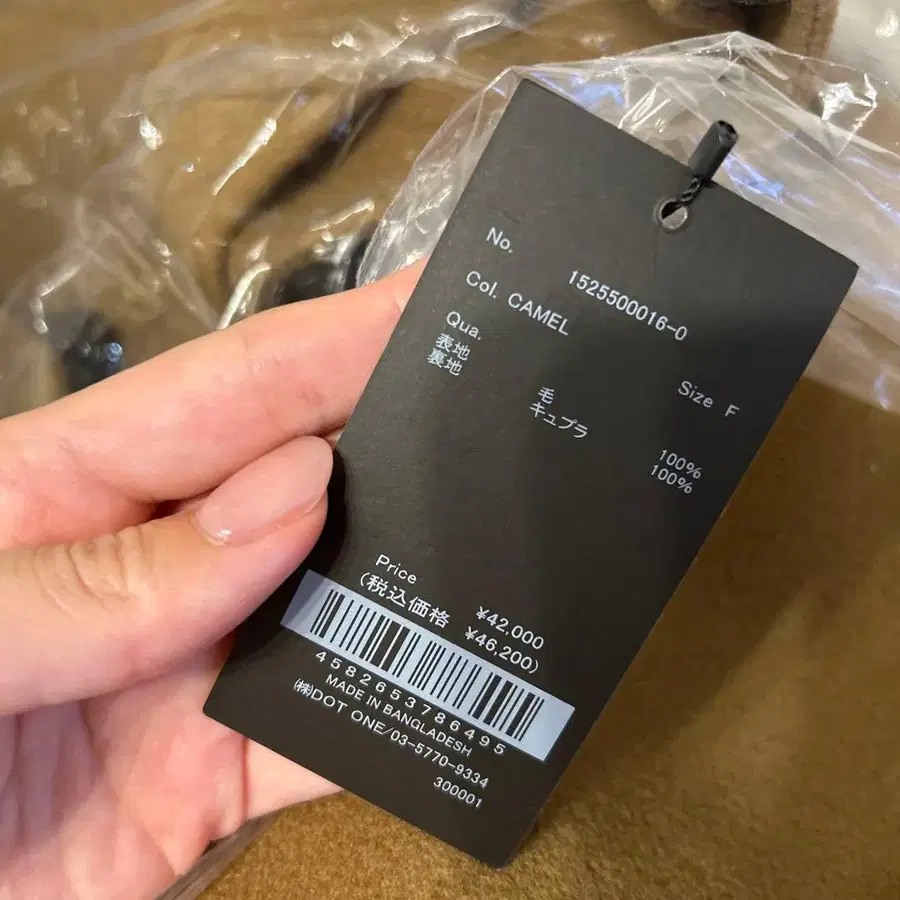 No. 1525500016-0
Col. CAMEL Size F
Qua.
表地 毛 100%
裏地 キュプラ 100%
Price ¥42,000
(税込価格 ¥46,200)
4582653786495
MADE IN BANGLADESH
㈱DOT ONE/03-5770-9334
300001